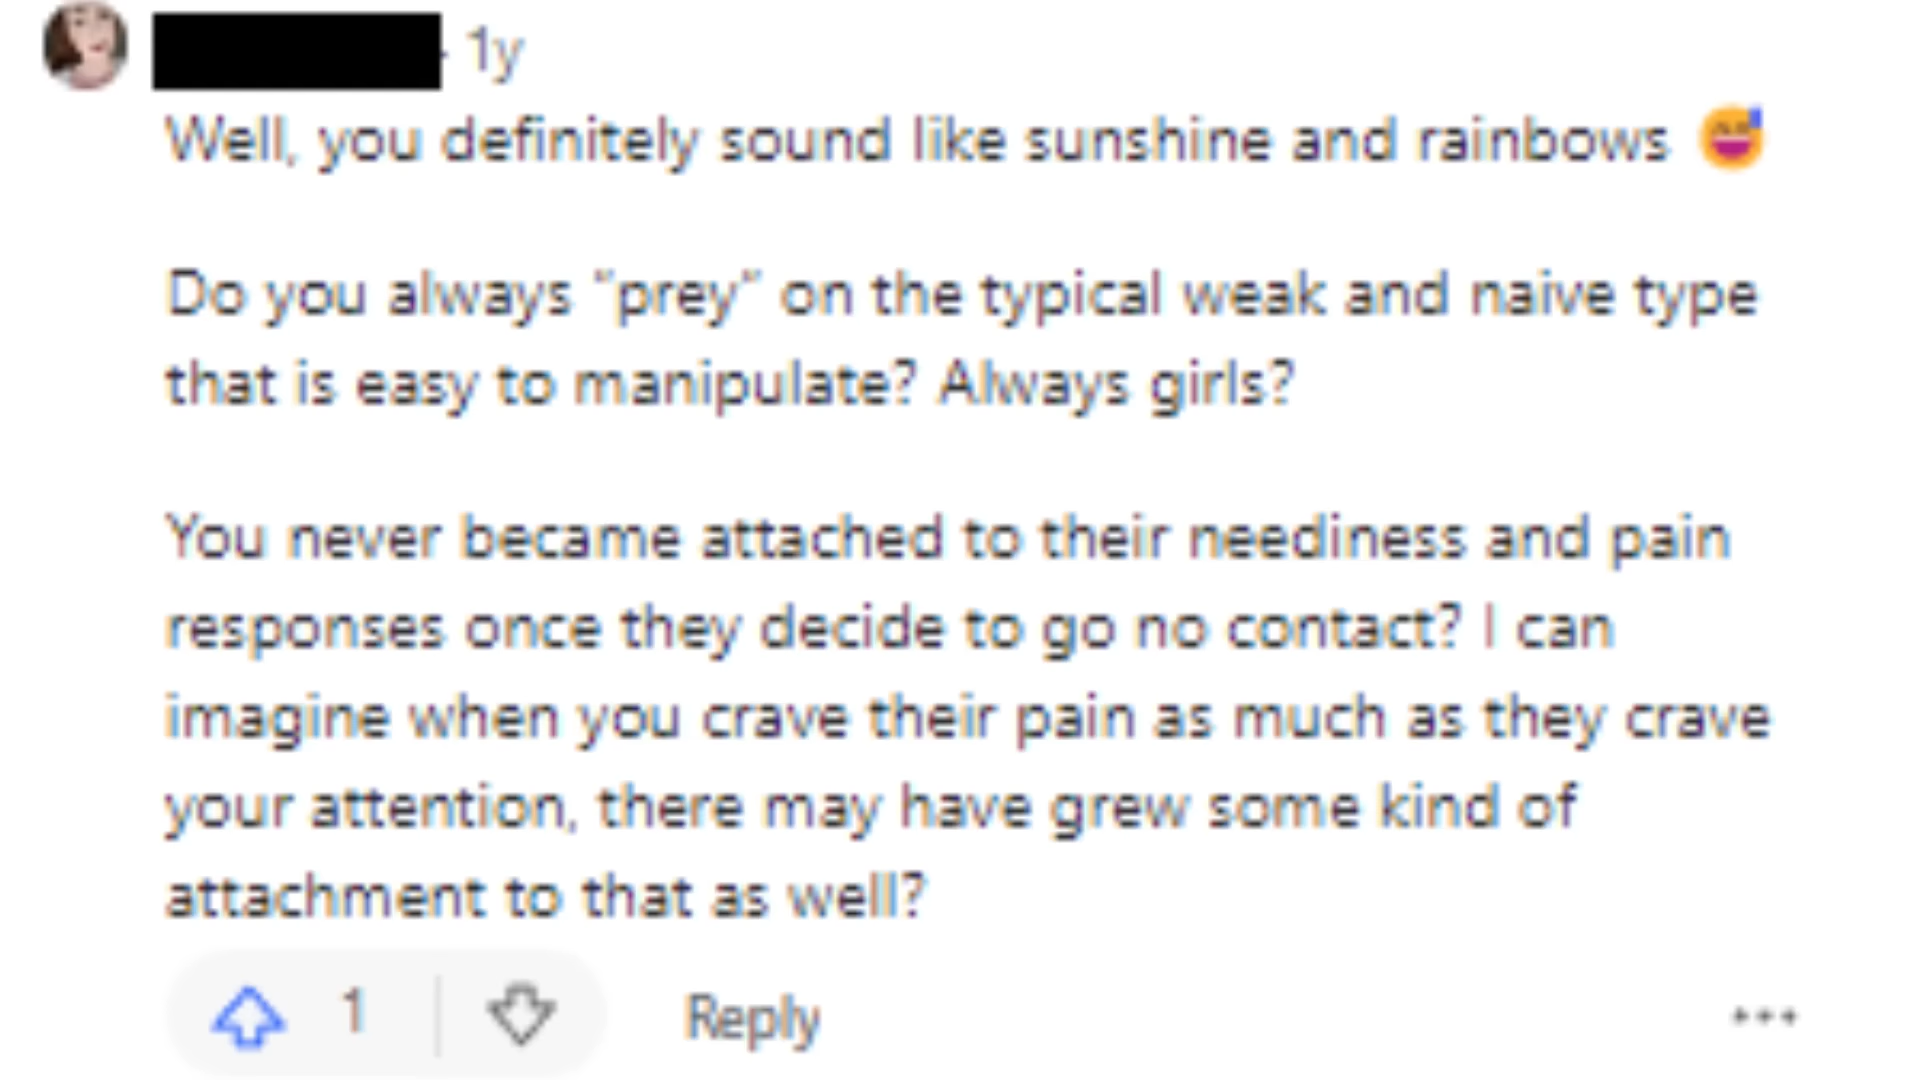 · 1y
Well, you definitely sound like sunshine and rainbows 😅
Do you always "prey" on the typical weak and naive type
that is easy to manipulate? Always girls?
You never became attached to their neediness and pain
responses once they decide to go no contact? I can
imagine when you crave their pain as much as they crave
your attention, there may have grew some kind of
attachment to that as well?
1 Reply